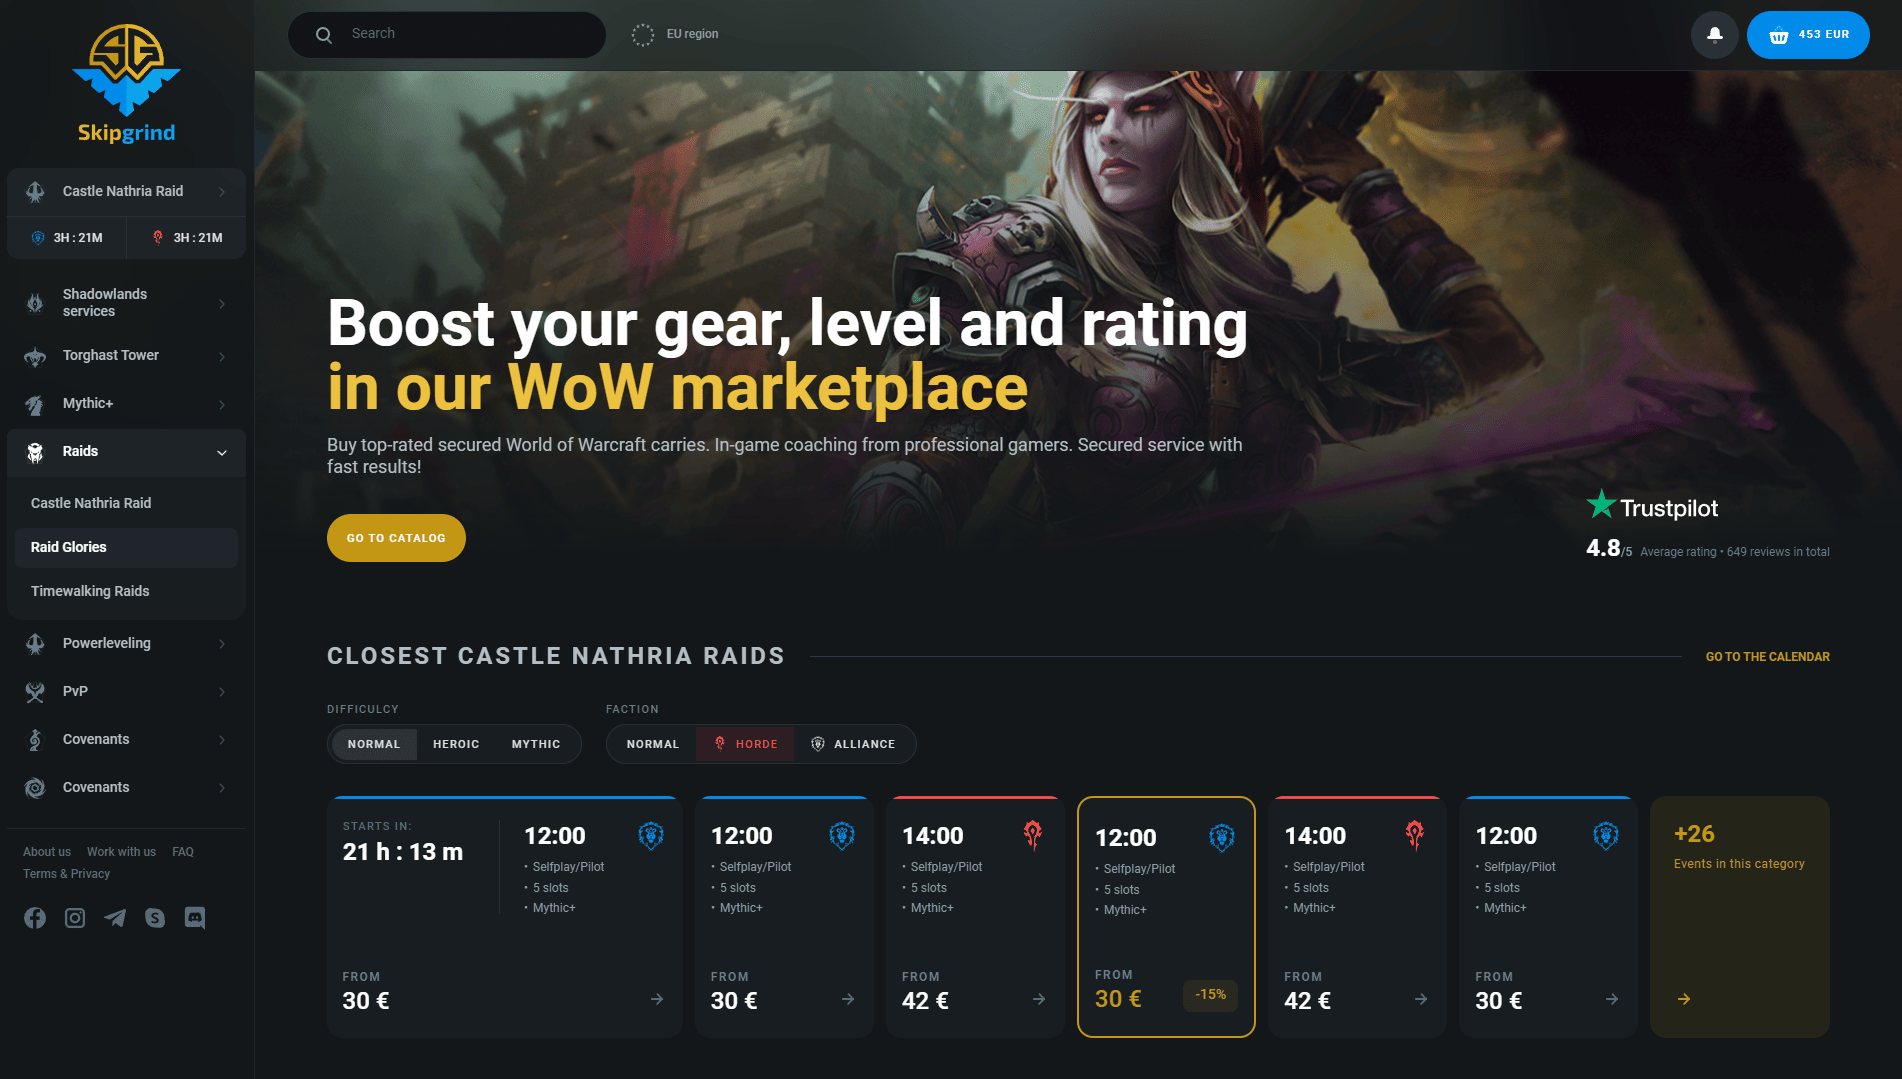 Skipgrind
Castle Nathria Raid
3H : 21M
3H : 21M
Shadowlands
services
Torghast Tower
Mythic+
Raids
Castle Nathria Raid
Raid Glories
Timewalking Raids
Powerleveling
PvP
Covenants
Covenants
About us Work with us FAQ
Terms & Privacy
Search
EU region
453 EUR
Boost your gear, level and rating
in our WoW marketplace
Buy top-rated secured World of Warcraft carries. In-game coaching from professional gamers. Secured service with
fast results!
GO TO CATALOG
Trustpilot
4.8/5 Average rating • 649 reviews in total
CLOSEST CASTLE NATHRIA RAIDS
GO TO THE CALENDAR
DIFFICULCY
NORMAL HEROIC MYTHIC
FACTION
NORMAL HORDE ALLIANCE
STARTS IN:
21 h : 13 m
12:00
• Selfplay/Pilot
• 5 slots
• Mythic+
FROM
30 €
12:00
• Selfplay/Pilot
• 5 slots
• Mythic+
FROM
30 €
14:00
• Selfplay/Pilot
• 5 slots
• Mythic+
FROM
42 €
12:00
• Selfplay/Pilot
• 5 slots
• Mythic+
FROM
30 €
-15%
14:00
• Selfplay/Pilot
• 5 slots
• Mythic+
FROM
42 €
12:00
• Selfplay/Pilot
• 5 slots
• Mythic+
FROM
30 €
+26
Events in this category